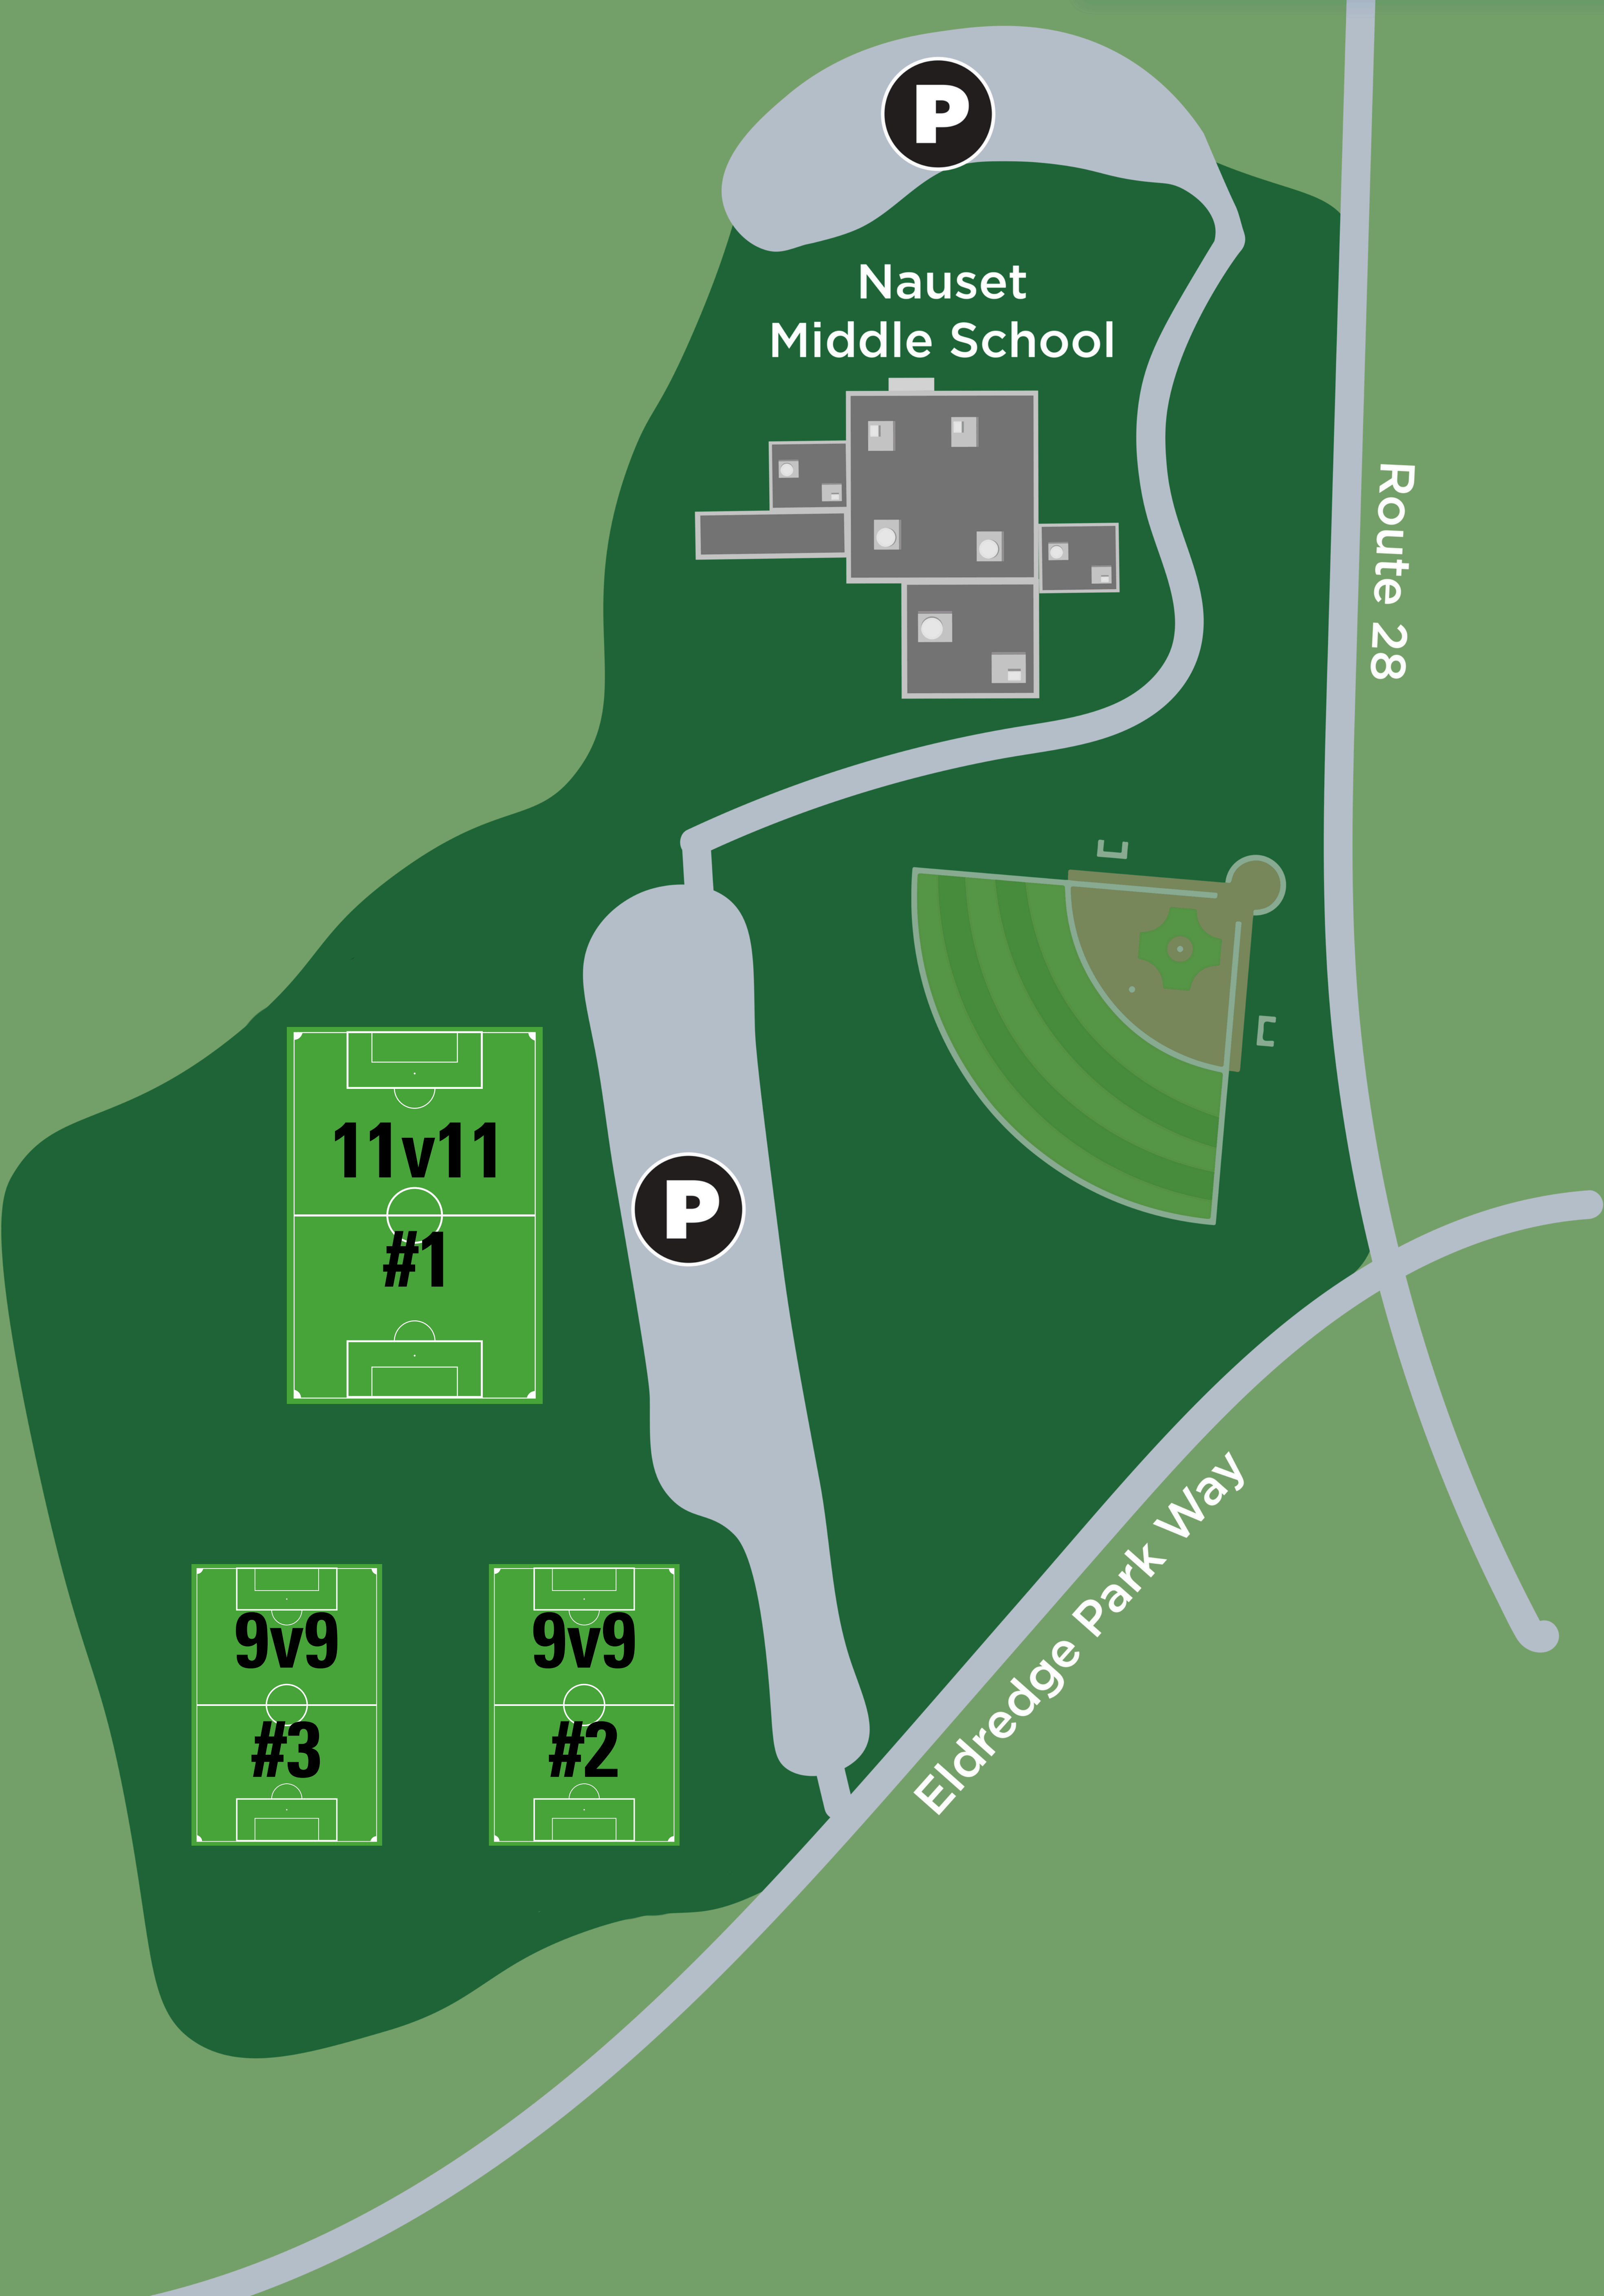 P
Nauset
Middle School
Route 28
11v11
#1
P
Eldredge Park Way
9v9
#3
9v9
#2